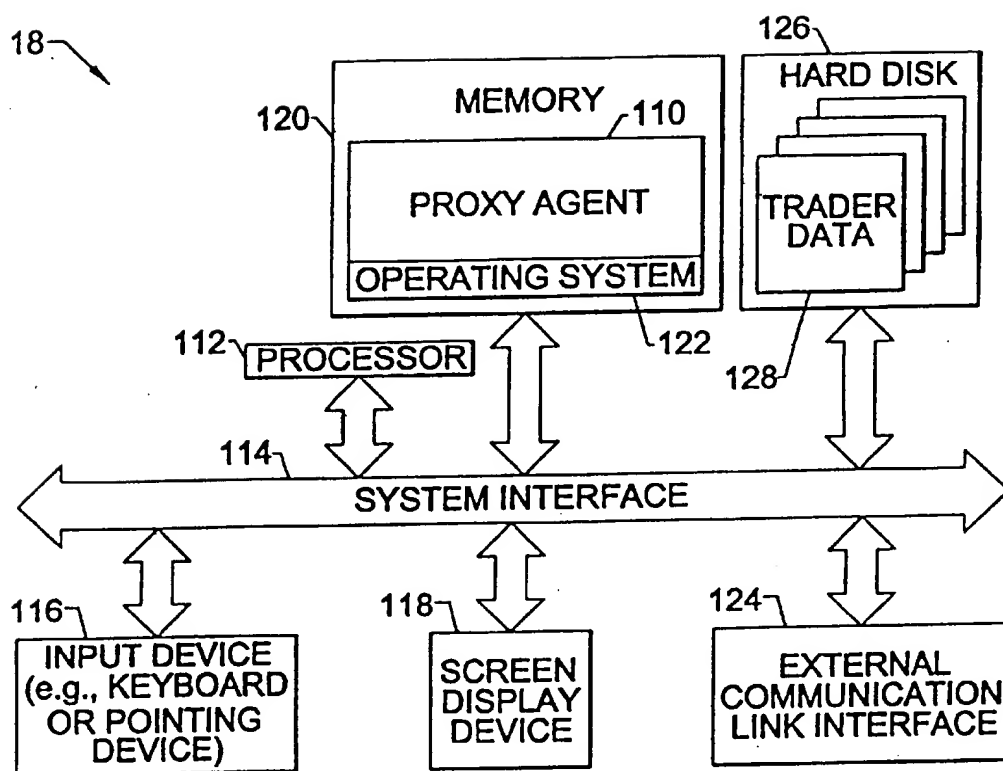 18
126
HARD DISK
MEMORY
120
110
PROXY AGENT
TRADER
DATA
OPERATING SYSTEM
112
PROCESSOR
122
128
114
SYSTEM INTERFACE
116
118
124
INPUT DEVICE
(e.g., KEYBOARD
OR POINTING
DEVICE)
SCREEN
DISPLAY
DEVICE
EXTERNAL
COMMUNICATION
LINK INTERFACE